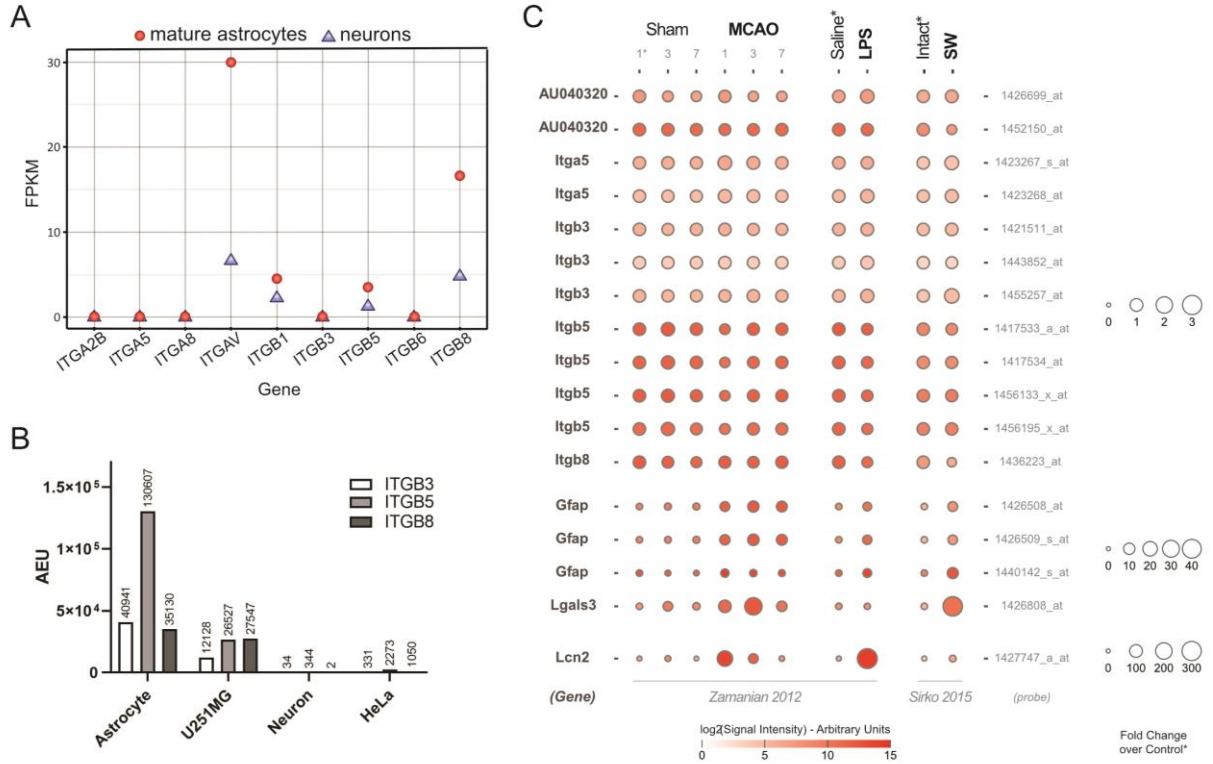 A
mature astrocytes neurons
30
20
10
0
FPKM
ITGA2B ITGA5 ITGA8 ITGAV ITGB1 ITGB3 ITGB5 ITGB6 ITGB8
Gene
B
1.5×10⁵
1×10⁵
5×10⁴
0
AEU
ITGB3
ITGB5
ITGB8
40941 130607 35130 12128 26527 27547 34 344 2 331 2273 1050
Astrocyte U251MG Neuron HeLa
C
Sham MCAO Saline* LPS Intact* SW
1* 3 7 1 3 7
AU040320 - - 1426699_at
AU040320 - - 1452150_at
Itga5 - - 1423267_s_at
Itga5 - - 1423268_at
Itgb3 - - 1421511_at
Itgb3 - - 1443852_at
Itgb3 - - 1455257_at
0 1 2 3
Itgb5 - - 1417533_a_at
Itgb5 - - 1417534_at
Itgb5 - - 1456133_x_at
Itgb5 - - 1456195_x_at
Itgb8 - - 1436223_at
Gfap - - 1426508_at
Gfap - - 1426509_s_at
0 10 20 30 40
Gfap - - 1440142_s_at
Lgals3 - - 1426808_at
Lcn2 - - 1427747_a_at
0 100 200 300
(Gene) Zamanian 2012 Sirko 2015 (probe)
log2(Signal Intensity) - Arbitrary Units
0 5 10 15
Fold Change
over Control*